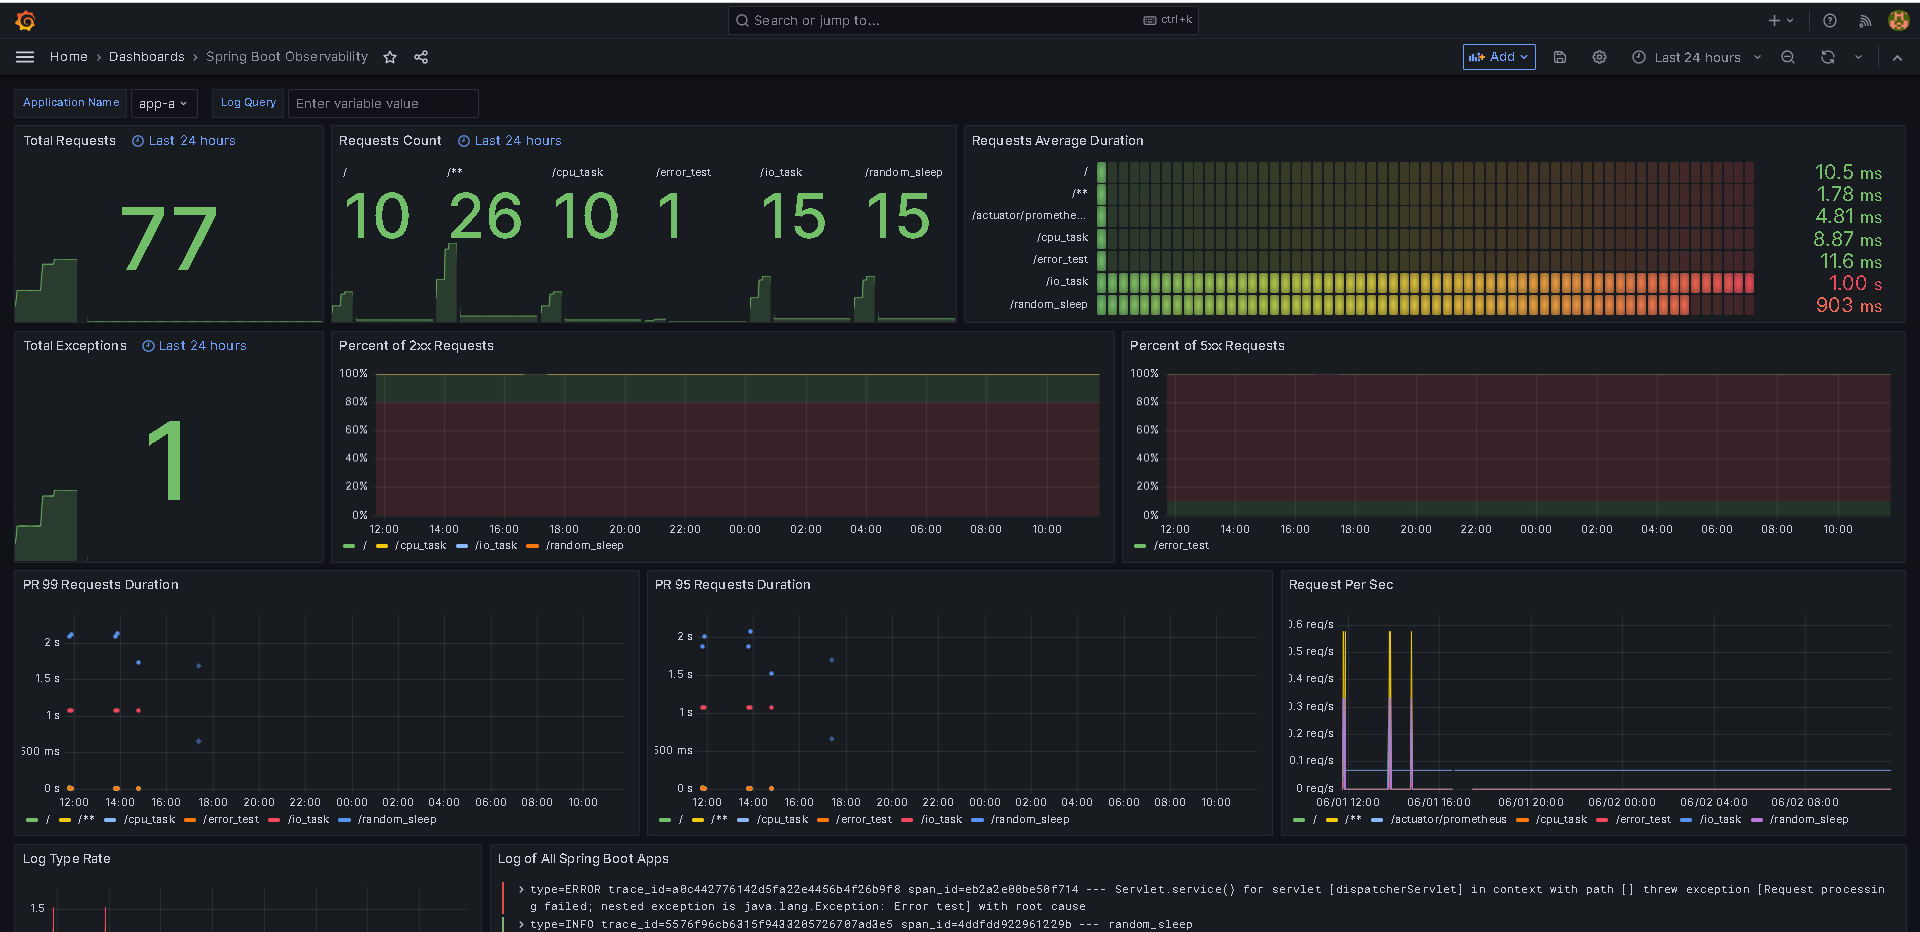 Search or jump to...
ctrl+k
Home › Dashboards › Spring Boot Observability
Add
Last 24 hours
Application Name
app-a
Log Query
Enter variable value
Total Requests
Last 24 hours
77
Requests Count
Last 24 hours
/
/**
/cpu_task
/error_test
/io_task
/random_sleep
10
26
10
1
15
15
Requests Average Duration
/
10.5 ms
/**
1.78 ms
/actuator/promethe...
4.81 ms
/cpu_task
8.87 ms
/error_test
11.6 ms
/io_task
1.00 s
/random_sleep
903 ms
Total Exceptions
Last 24 hours
1
Percent of 2xx Requests
100%
80%
60%
40%
20%
0%
12:00 14:00 16:00 18:00 20:00 22:00 00:00 02:00 04:00 06:00 08:00 10:00
/ /cpu_task /io_task /random_sleep
Percent of 5xx Requests
100%
80%
60%
40%
20%
0%
12:00 14:00 16:00 18:00 20:00 22:00 00:00 02:00 04:00 06:00 08:00 10:00
/error_test
PR 99 Requests Duration
2 s
1.5 s
1 s
500 ms
0 s
12:00 14:00 16:00 18:00 20:00 22:00 00:00 02:00 04:00 06:00 08:00 10:00
/ /** /cpu_task /error_test /io_task /random_sleep
PR 95 Requests Duration
2 s
1.5 s
1 s
500 ms
0 s
12:00 14:00 16:00 18:00 20:00 22:00 00:00 02:00 04:00 06:00 08:00 10:00
/ /** /cpu_task /error_test /io_task /random_sleep
Request Per Sec
0.6 req/s
0.5 req/s
0.4 req/s
0.3 req/s
0.2 req/s
0.1 req/s
0 req/s
06/01 12:00 06/01 16:00 06/01 20:00 06/02 00:00 06/02 04:00 06/02 08:00
/ /** /actuator/prometheus /cpu_task /error_test /io_task /random_sleep
Log Type Rate
1.5
Log of All Spring Boot Apps
› type=ERROR trace_id=a0c442776142d5fa22e4456b4f26b9f8 span_id=eb2a2e00be50f714 --- Servlet.service() for servlet [dispatcherServlet] in context with path [] threw exception [Request processin
g failed; nested exception is java.lang.Exception: Error test] with root cause
› type=INFO trace_id=5576f96cb6315f9433205726707ad3e5 span_id=4ddfdd922961229b --- random_sleep